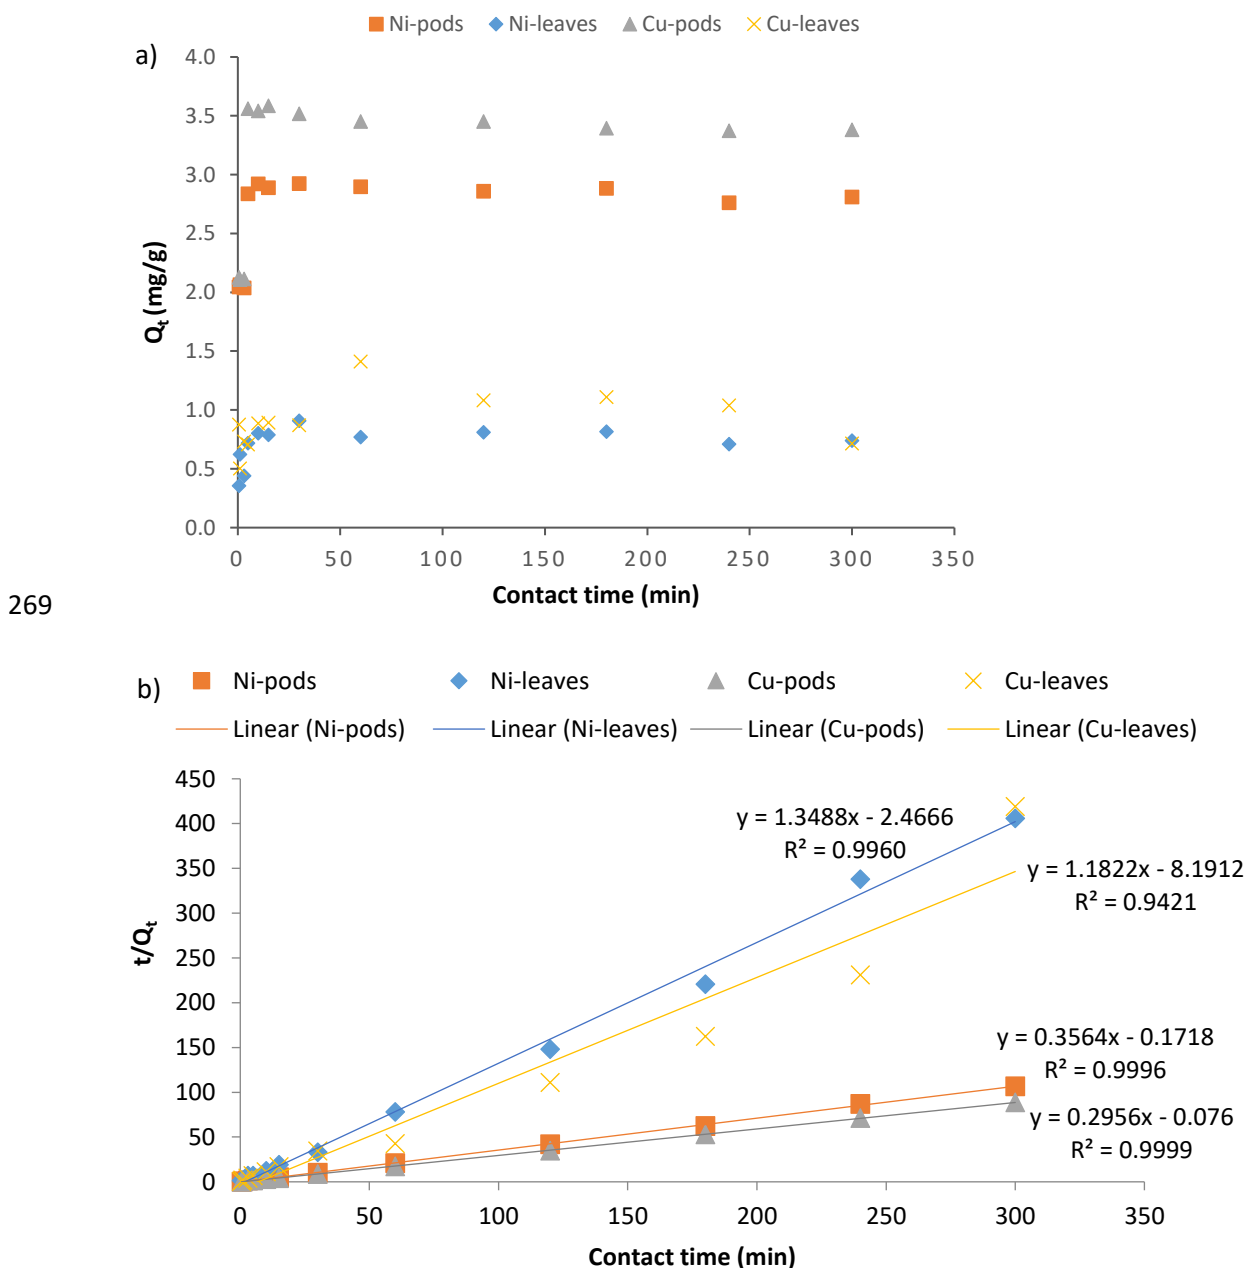 Ni-pods Ni-leaves Cu-pods Cu-leaves
a)
4.0
3.5
3.0
2.5
2.0
1.5
1.0
0.5
0.0
Qt (mg/g)
0 50 100 150 200 250 300 350
Contact time (min)
269
b) Ni-pods Ni-leaves Cu-pods Cu-leaves
Linear (Ni-pods) Linear (Ni-leaves) Linear (Cu-pods) Linear (Cu-leaves)
450
400
350
300
250
200
150
100
50
0
t/Qt
y = 1.3488x - 2.4666
R² = 0.9960
y = 1.1822x - 8.1912
R² = 0.9421
y = 0.3564x - 0.1718
R² = 0.9996
y = 0.2956x - 0.076
R² = 0.9999
0 50 100 150 200 250 300 350
Contact time (min)